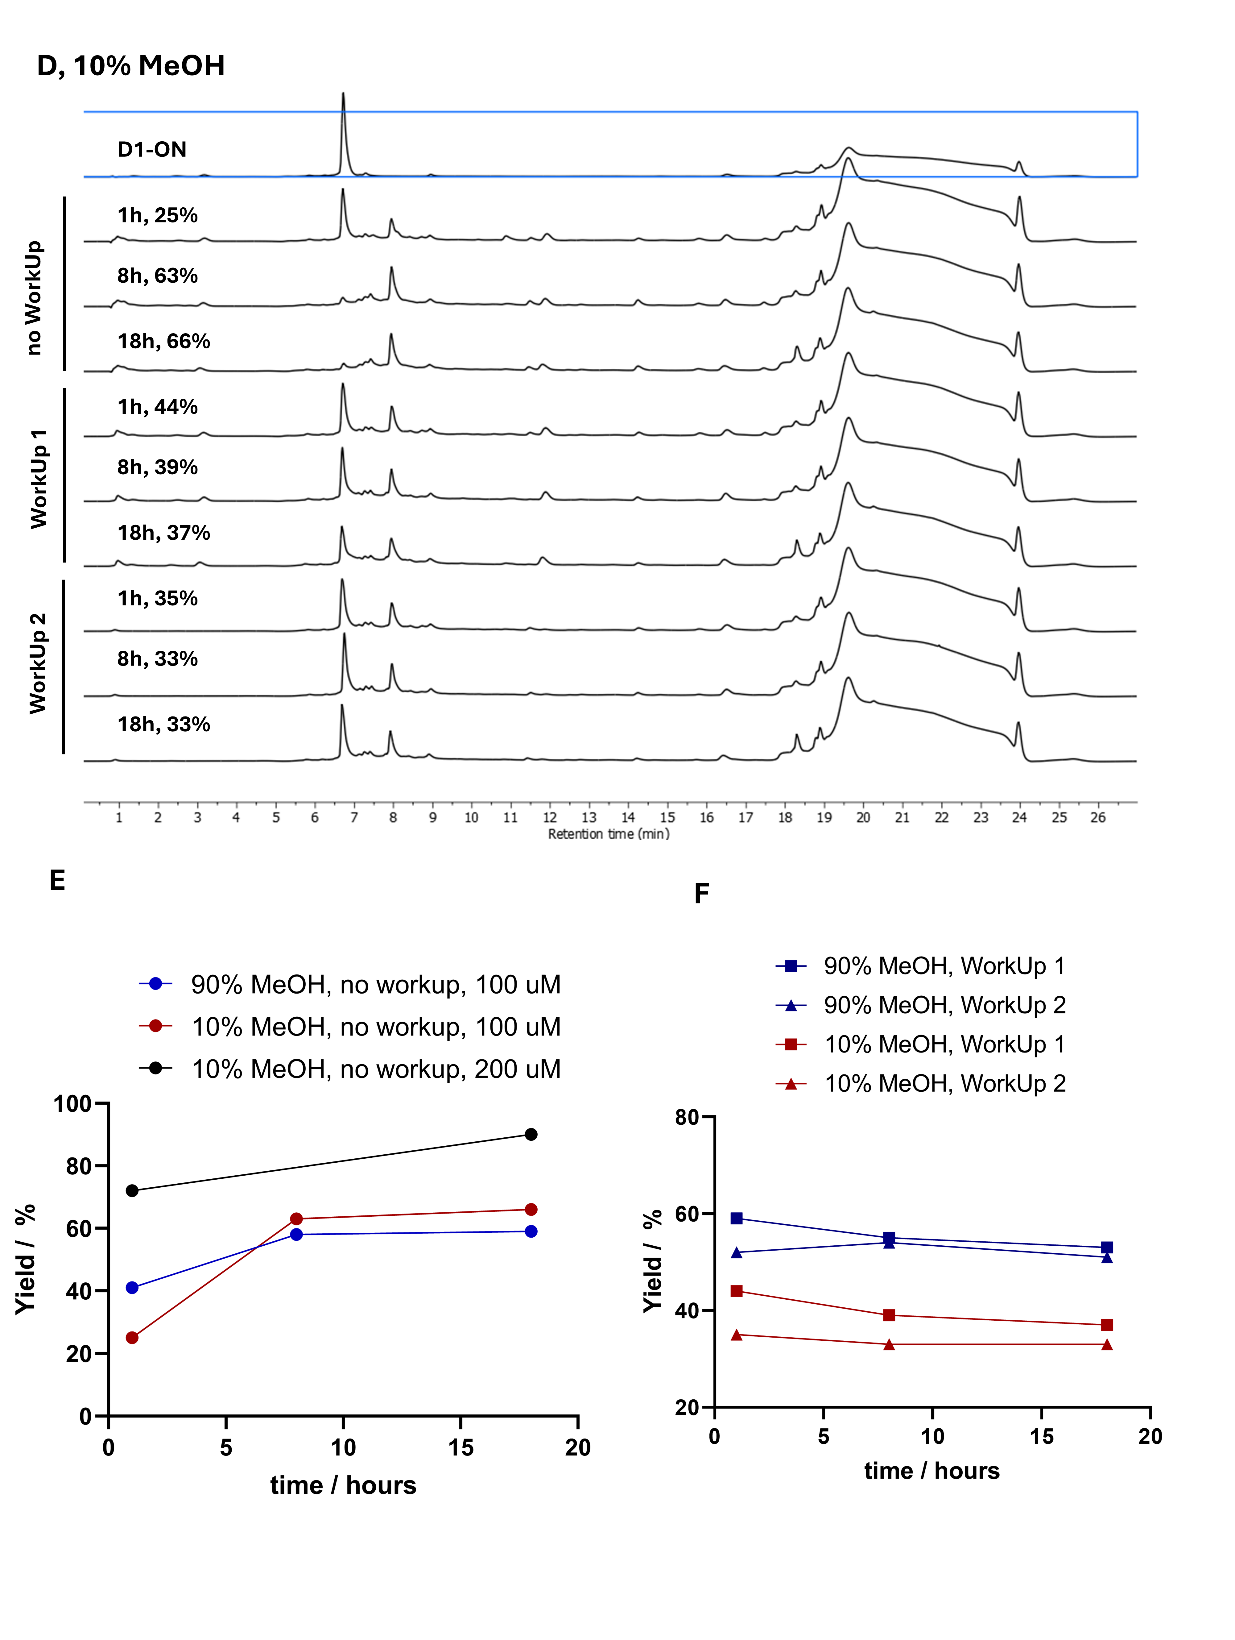 D, 10% MeOH
D1-ON
no WorkUp
1h, 25%
8h, 63%
18h, 66%
WorkUp 1
1h, 44%
8h, 39%
18h, 37%
WorkUp 2
1h, 35%
8h, 33%
18h, 33%
1 2 3 4 5 6 7 8 9 10 11 12 13 14 15 16 17 18 19 20 21 22 23 24 25 26
Retention time (min)
E
90% MeOH, no workup, 100 uM
10% MeOH, no workup, 100 uM
10% MeOH, no workup, 200 uM
100
80
60
40
20
0
Yield / %
0 5 10 15 20
time / hours
F
90% MeOH, WorkUp 1
90% MeOH, WorkUp 2
10% MeOH, WorkUp 1
10% MeOH, WorkUp 2
80
60
40
20
Yield / %
0 5 10 15 20
time / hours